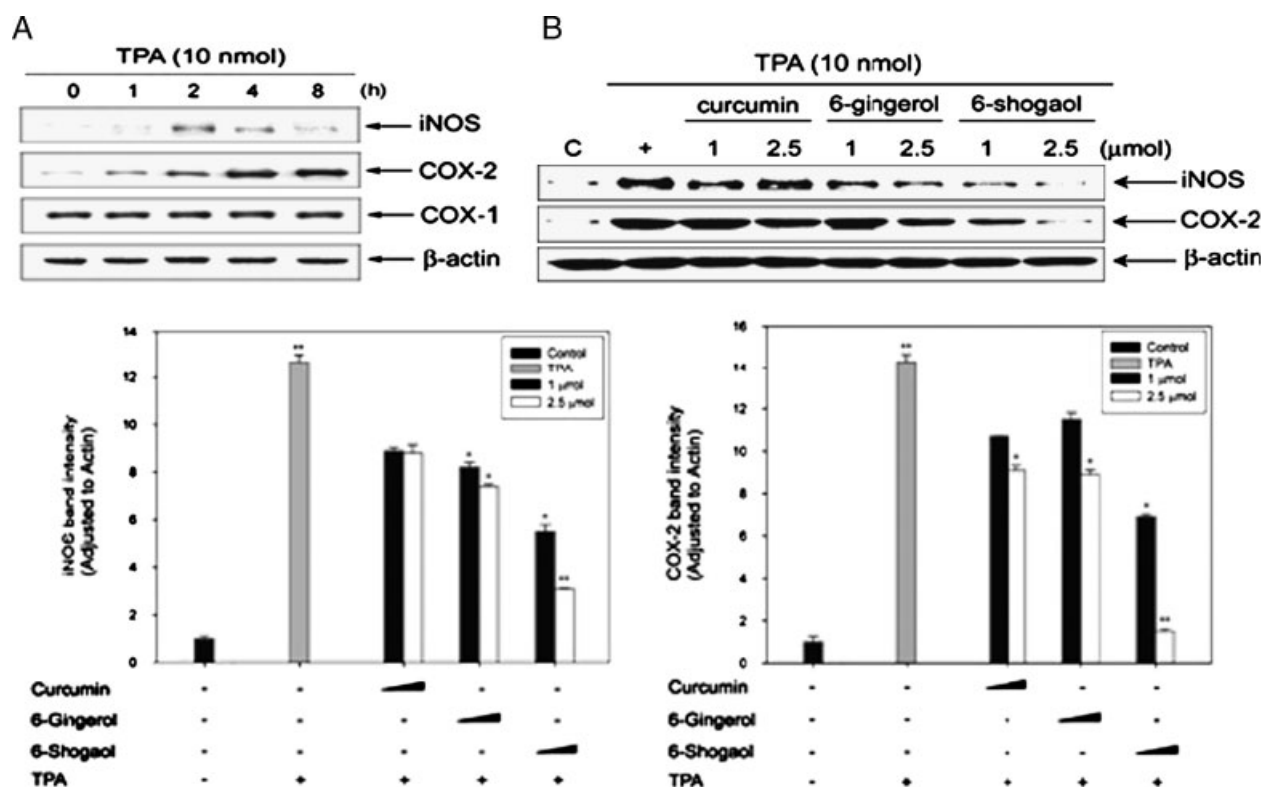 A
TPA (10 nmol)
0 1 2 4 8 (h)
iNOS
COX-2
COX-1
β-actin
B
TPA (10 nmol)
curcumin 6-gingerol 6-shogaol
C + 1 2.5 1 2.5 1 2.5 (μmol)
iNOS
COX-2
β-actin
iNOS band intensity
(Adjusted to Actin)
14
12
10
8
6
4
2
0
** * * * **
Control
TPA
1 μmol
2.5 μmol
Curcumin - - - -
6-Gingerol - - - -
6-Shogaol - - - -
TPA - + + + +
COX-2 band intensity
(Adjusted to Actin)
16
14
12
10
8
6
4
2
0
** * * * **
Control
TPA
1 μmol
2.5 μmol
Curcumin - - - -
6-Gingerol - - - -
6-Shogaol - - - -
TPA - + + + +